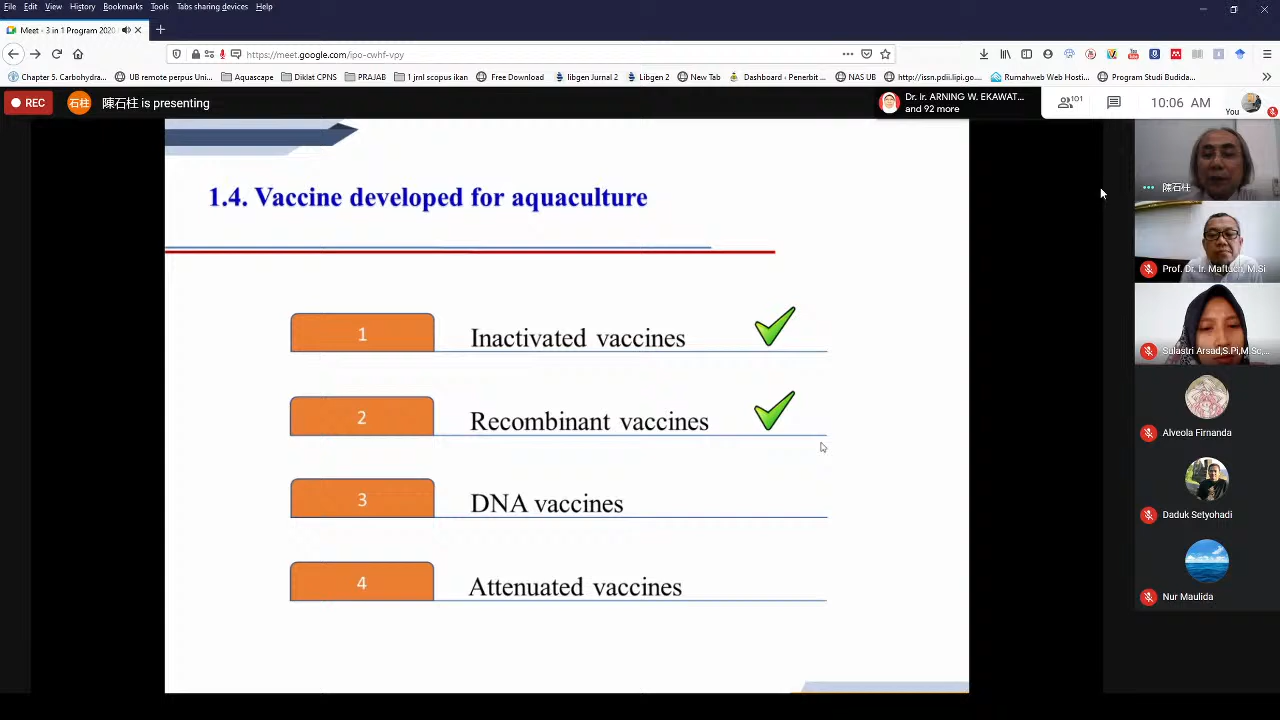 File Edit View History Bookmarks Tools Tabs sharing devices Help
Meet - 3 in 1 Program 2020
https://meet.google.com/ipo-cwhf-vpy
Chapter 5. Carbohydra... UB remote perpus Uni... Aquascape Diklat CPNS PRAJAB 1 jml scopus ikan Free Download libgen Jurnal 2 Libgen 2 New Tab Dashboard ‹ Penerbit ... NAS UB http://issn.pdii.lipi.go... Rumahweb Web Hosti... Program Studi Budida...
REC
石柱
陳石柱 is presenting
Dr. Ir. ARNING W. EKAWAT...
and 92 more
101
10:06 AM
You
1.4. Vaccine developed for aquaculture
1 Inactivated vaccines
2 Recombinant vaccines
3 DNA vaccines
4 Attenuated vaccines
陳石柱
Prof. Dr. Ir. Maftuch, M.Si
Sulastri Arsad,S.Pi,M.Sc,...
Alveola Firnanda
Daduk Setyohadi
Nur Maulida